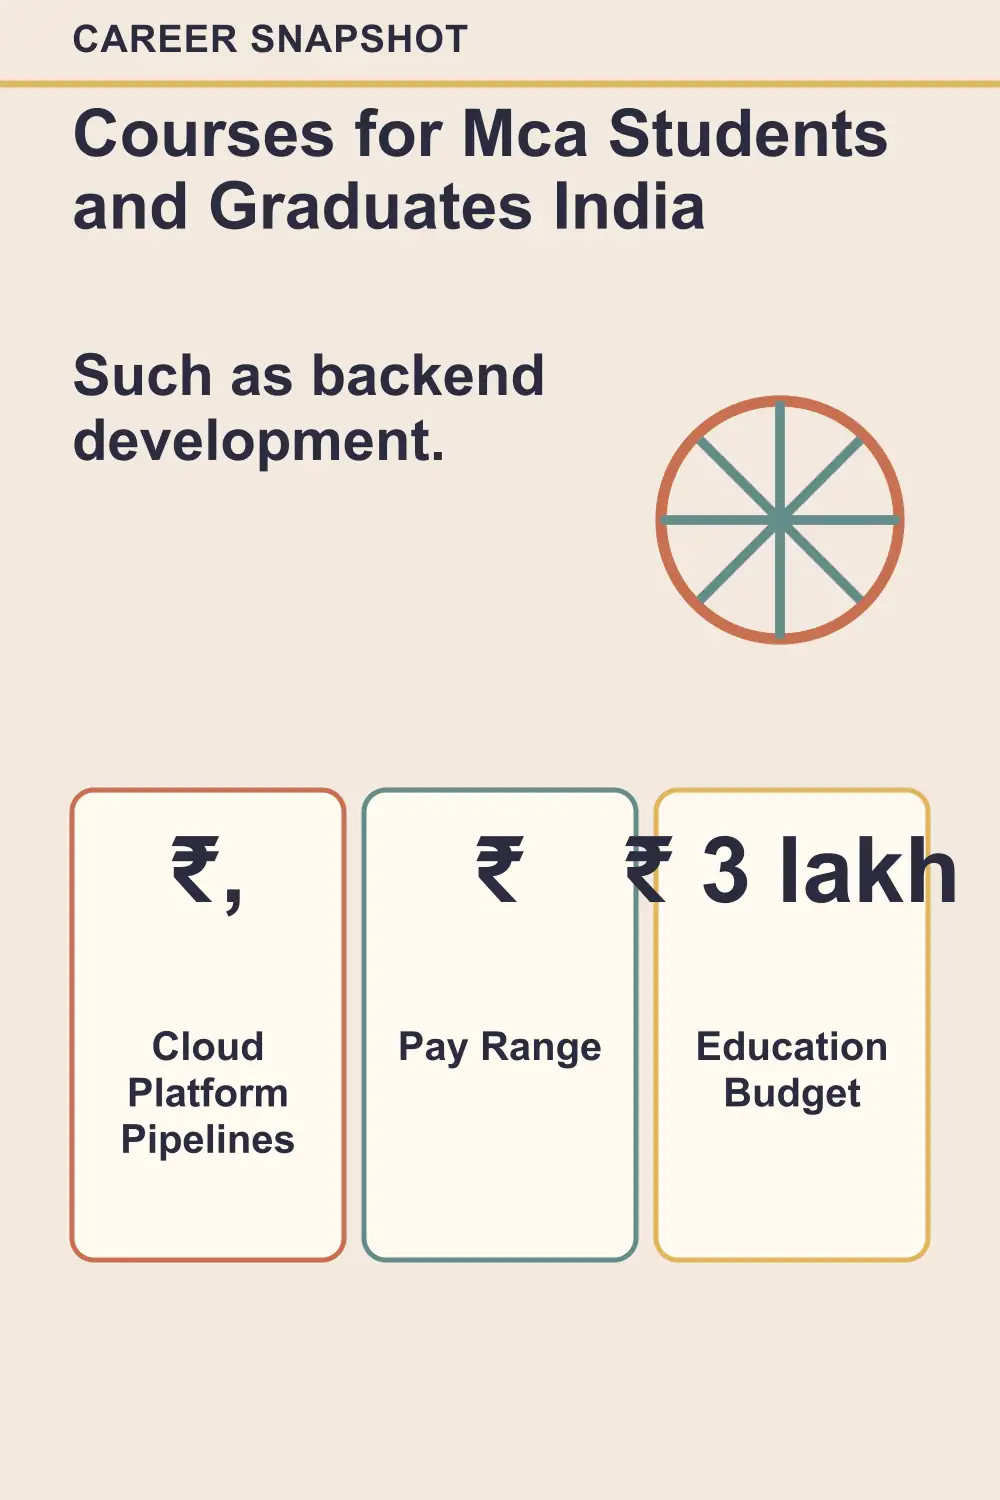 CAREER SNAPSHOT
Courses for Mca Students
and Graduates India
Such as backend
development.
₹,
Cloud
Platform
Pipelines
₹
Pay Range
₹ 3 lakh
Education
Budget